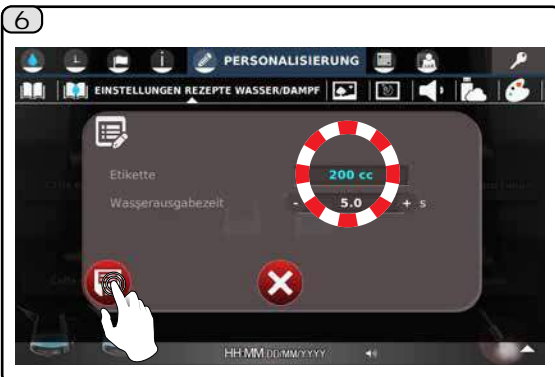 6
PERSONALISIERUNG
EINSTELLUNGEN REZEPTE WASSER/DAMPF
Etikette
200 cc
Wasserausgabezeit
- 5.0 + s
HH:MM DD/MM/YYYY